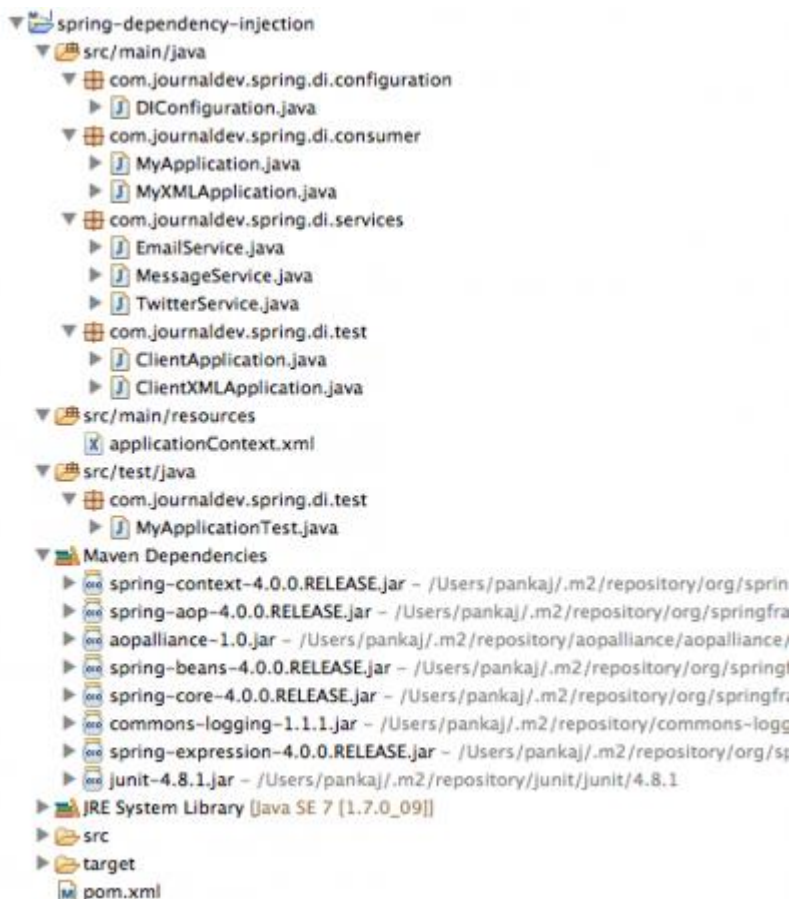 spring-dependency-injection
src/main/java
com.journaldev.spring.di.configuration
DIConfiguration.java
com.journaldev.spring.di.consumer
MyApplication.java
MyXMLApplication.java
com.journaldev.spring.di.services
EmailService.java
MessageService.java
TwitterService.java
com.journaldev.spring.di.test
ClientApplication.java
ClientXMLApplication.java
src/main/resources
applicationContext.xml
src/test/java
com.journaldev.spring.di.test
MyApplicationTest.java
Maven Dependencies
spring-context-4.0.0.RELEASE.jar – /Users/pankaj/.m2/repository/org/sprin
spring-aop-4.0.0.RELEASE.jar – /Users/pankaj/.m2/repository/org/springfra
aopalliance-1.0.jar – /Users/pankaj/.m2/repository/aopalliance/aopalliance/
spring-beans-4.0.0.RELEASE.jar – /Users/pankaj/.m2/repository/org/springf
spring-core-4.0.0.RELEASE.jar – /Users/pankaj/.m2/repository/org/springfra
commons-logging-1.1.1.jar – /Users/pankaj/.m2/repository/commons-logg
spring-expression-4.0.0.RELEASE.jar – /Users/pankaj/.m2/repository/org/sp
junit-4.8.1.jar – /Users/pankaj/.m2/repository/junit/junit/4.8.1
JRE System Library [Java SE 7 [1.7.0_09]]
src
target
pom.xml